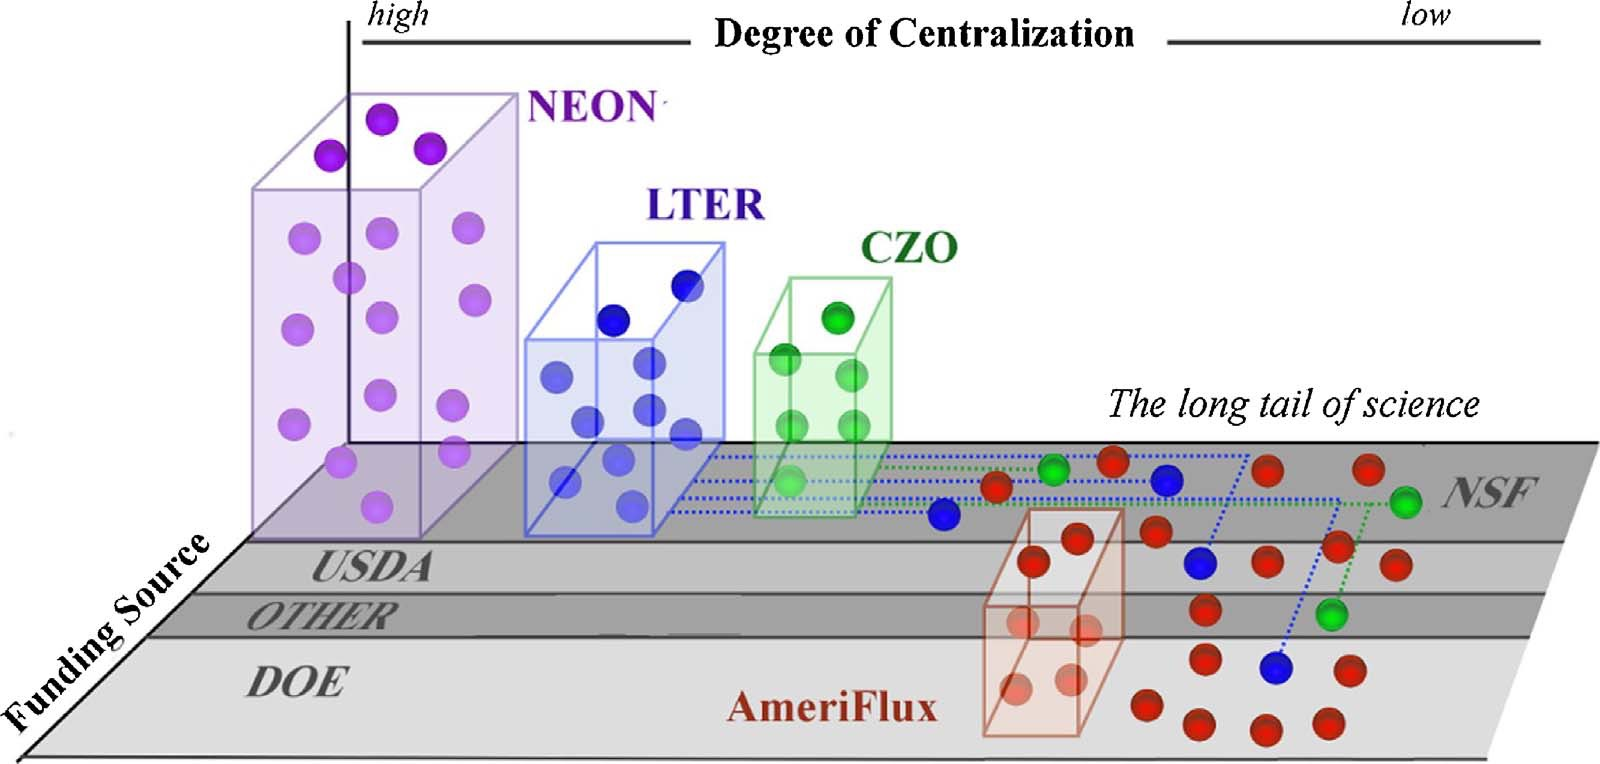 high
Degree of Centralization
low
NEON
LTER
CZO
The long tail of science
NSF
USDA
OTHER
DOE
AmeriFlux
Funding Source